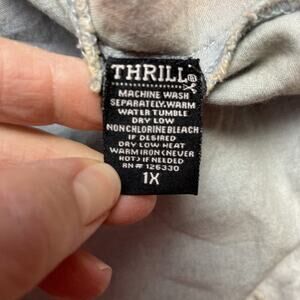 THRILLS
MACHINE WASH
SEPARATELY.WARM
WATER TUMBLE
DRY LOW
NONCHLORINE BLEACH
IF DESIRED
DRY LOW HEAT
WARM IRON (NEVER
HOT) IF NEEDED
RN# 126330
1X